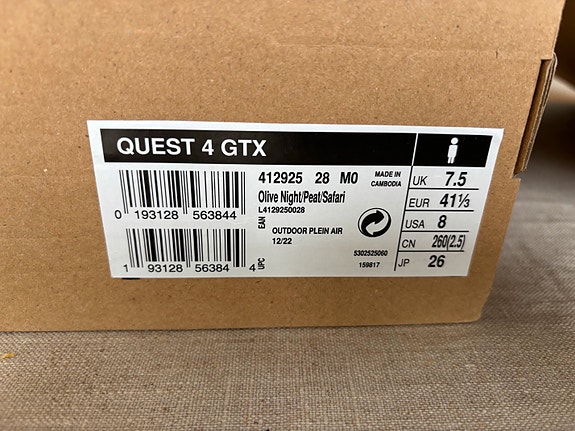 QUEST 4 GTX
412925 28 M0
MADE IN
CAMBODIA
Olive Night/Peat/Safari
L4129250028
0 193128 563844
EAN
OUTDOOR PLEIN AIR
12/22
5302525060
159817
1 93128 56384 4
UPC
UK 7.5
EUR 41⅓
USA 8
CN 260(2.5)
JP 26